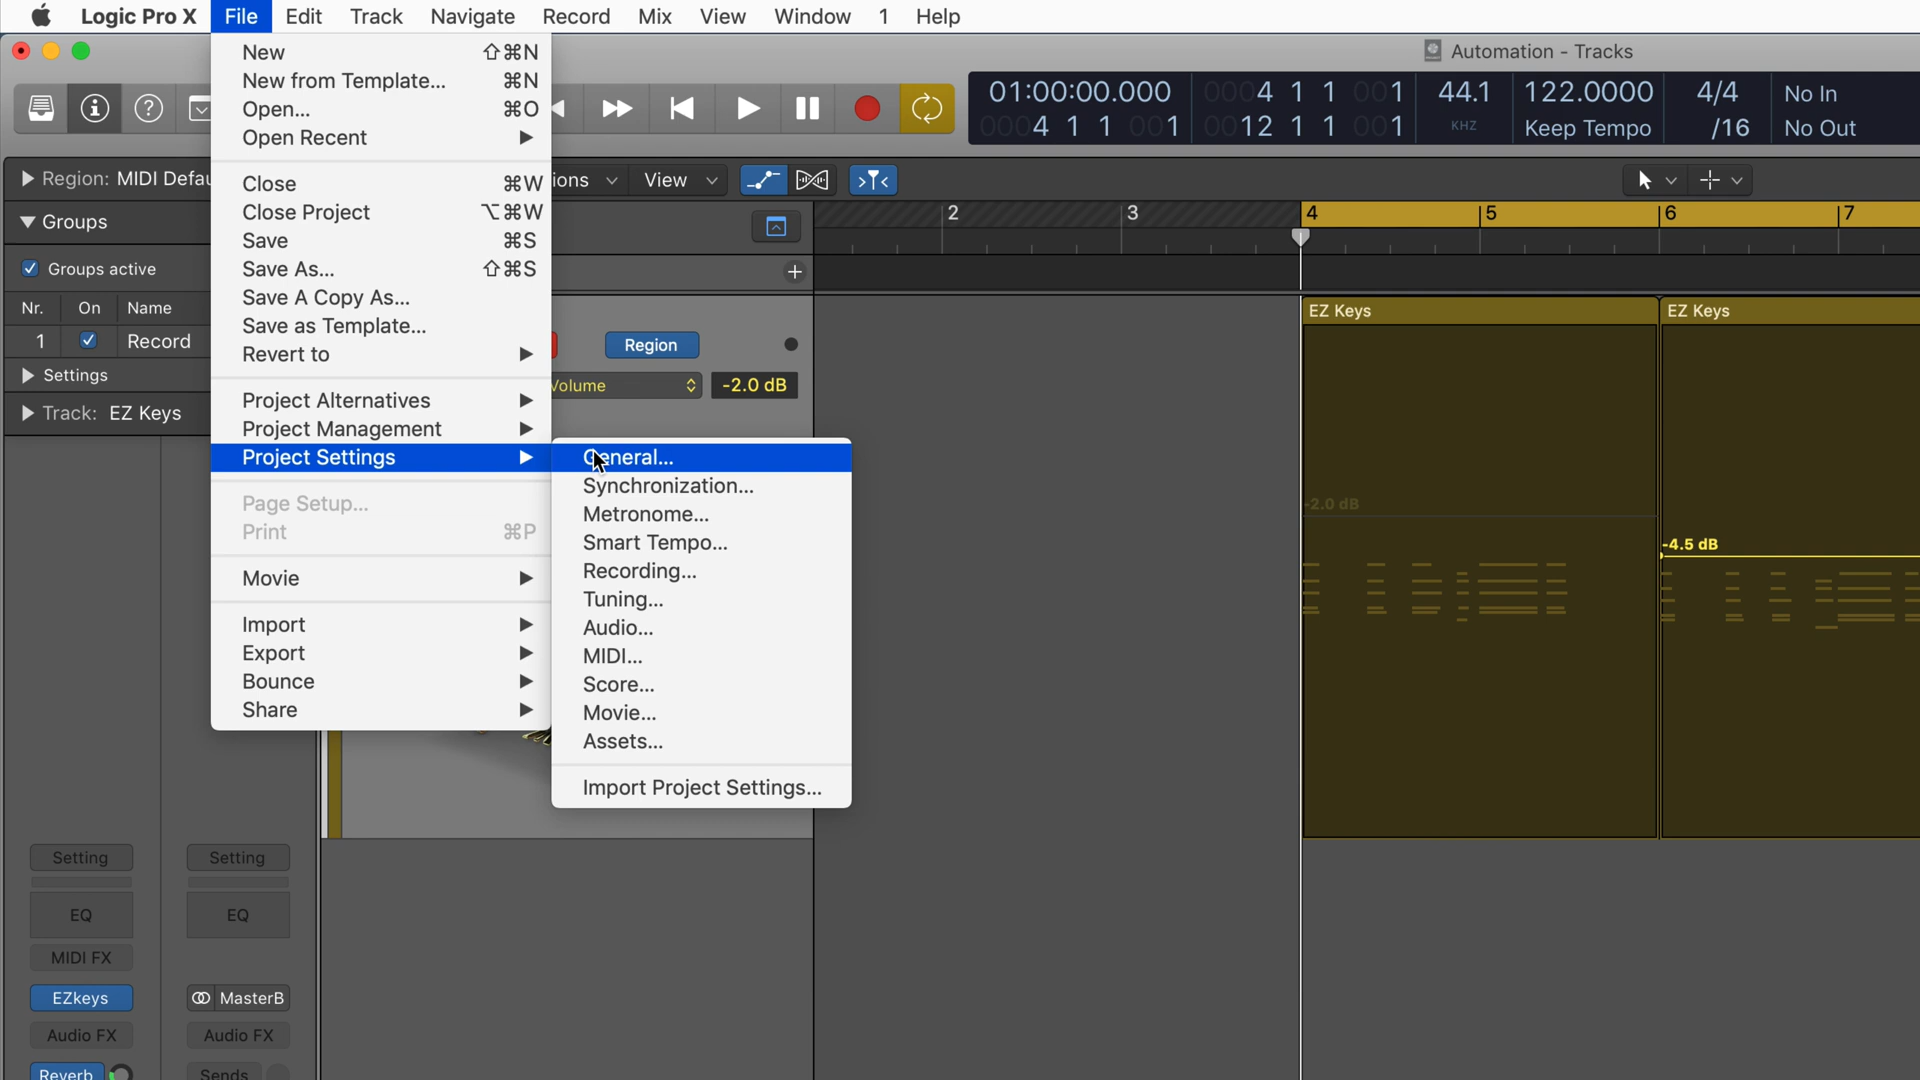 Logic Pro X File Edit Track Navigate Record Mix View Window 1 Help
Automation - Tracks
New ⇧⌘N
New from Template... ⌘N
Open... ⌘O
Open Recent
Close ⌘W
Close Project ⌥⌘W
Save ⌘S
Save As... ⇧⌘S
Save A Copy As...
Save as Template...
Revert to
Project Alternatives
Project Management
Project Settings
Page Setup...
Print ⌘P
Movie
Import
Export
Bounce
Share
General...
Synchronization...
Metronome...
Smart Tempo...
Recording...
Tuning...
Audio...
MIDI...
Score...
Movie...
Assets...
Import Project Settings...
01:00:00.000 0004 1 1 001 44.1 122.0000 4/4 No In
0004 1 1 001 0012 1 1 001 KHZ Keep Tempo /16 No Out
Region: MIDI Defau
ions View
Groups
Groups active
Nr. On Name
1 Record
Settings
Track: EZ Keys
2 3 4 5 6 7
Region
Volume -2.0 dB
EZ Keys EZ Keys
-2.0 dB
-4.5 dB
Setting Setting
EQ EQ
MIDI FX
EZkeys MasterB
Audio FX Audio FX
Reverb Sends